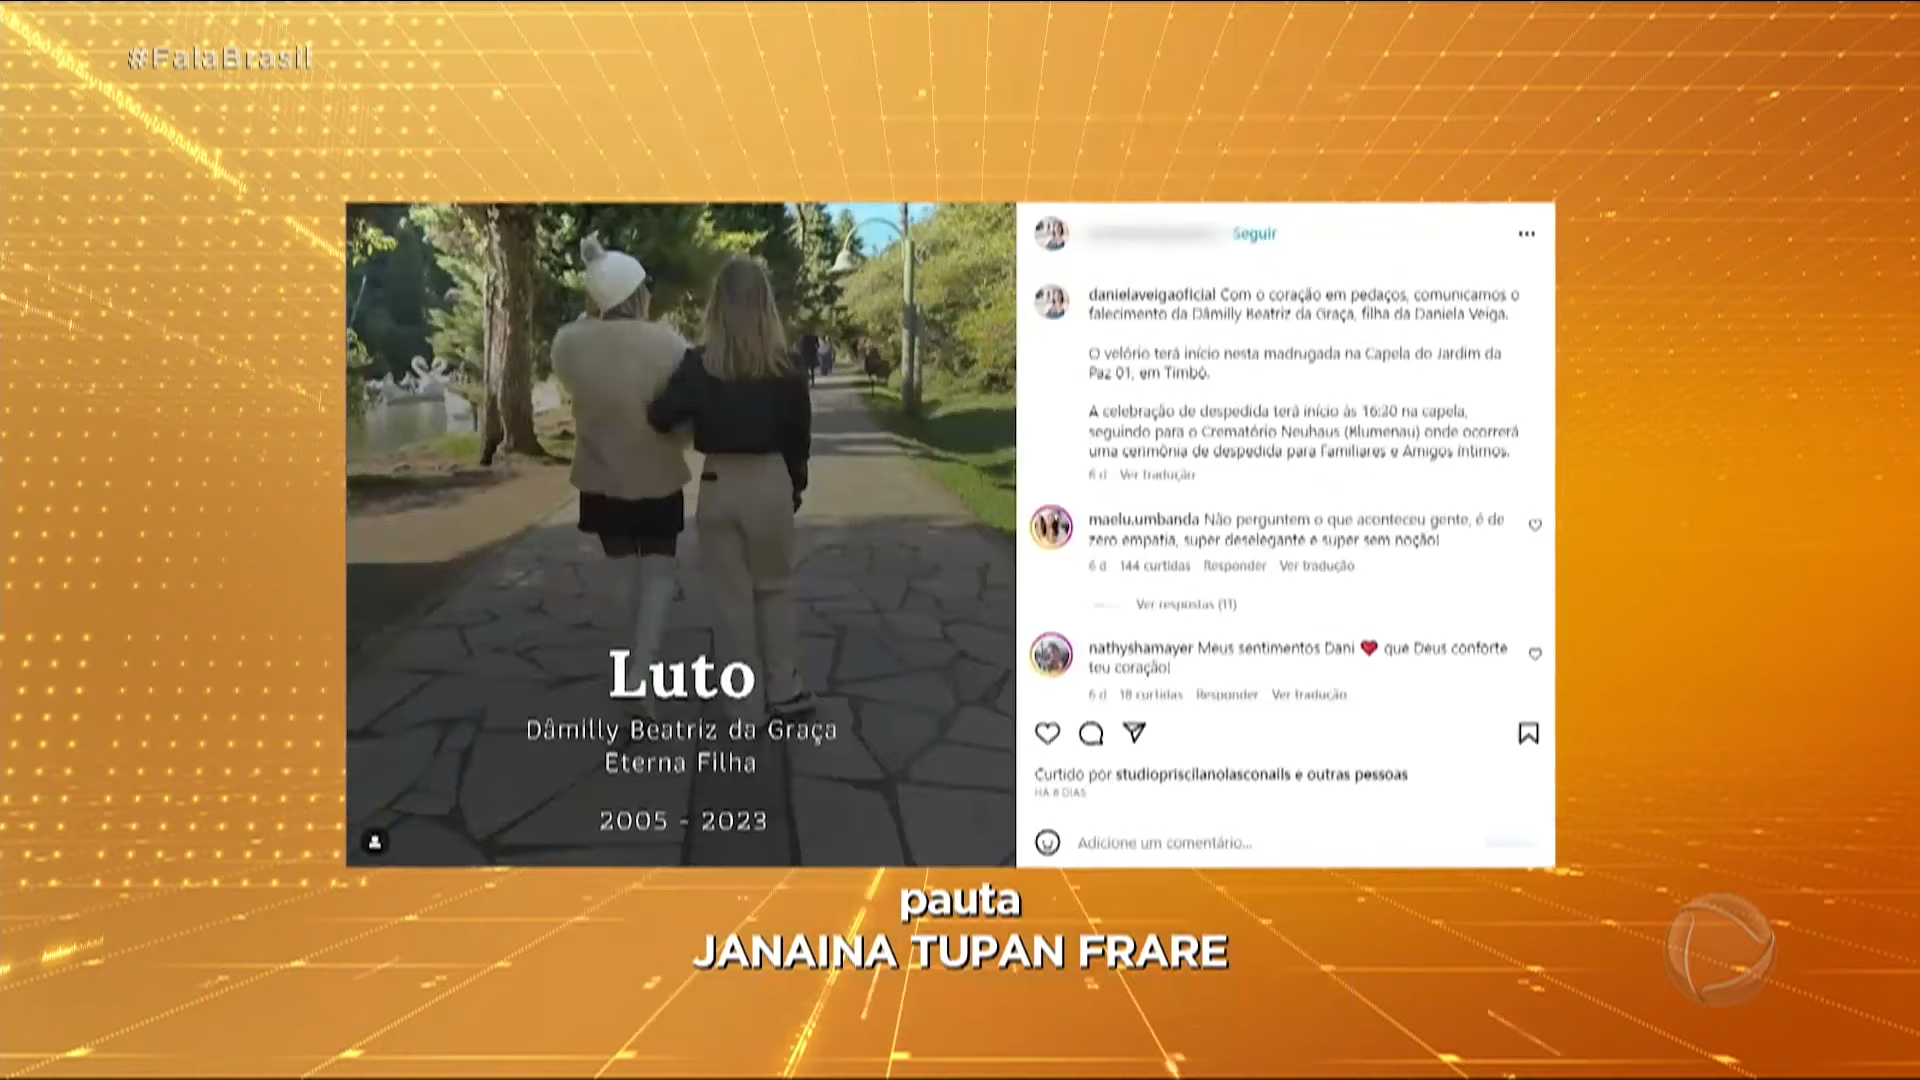 #FalaBrasil
Seguir
danielaveigaoficial Com o coração em pedaços, comunicamos o
falecimento da Dâmilly Beatriz da Graça, filha da Daniela Veiga.
O velório terá início nesta madrugada na Capela do Jardim da
Paz 01, em Timbó.
A celebração de despedida terá início às 16:30 na capela,
seguindo para o Crematório Neuhaus (Blumenau) onde ocorrerá
uma cerimônia de despedida para Familiares e Amigos íntimos.
6 d Ver tradução
maelu.umbanda Não perguntem o que aconteceu gente, é de
zero empatia, super deselegante e super sem noção!
6 d 144 curtidas Responder Ver tradução
Ver respostas (11)
nathyshamayer Meus sentimentos Dani ❤️ que Deus conforte
teu coração!
6 d 18 curtidas Responder Ver tradução
Curtido por studiopriscilanolasconails e outras pessoas
HÁ 6 DIAS
Adicione um comentário...
Luto
Dâmilly Beatriz da Graça
Eterna Filha
2005 - 2023
pauta
JANAINA TUPAN FRARE